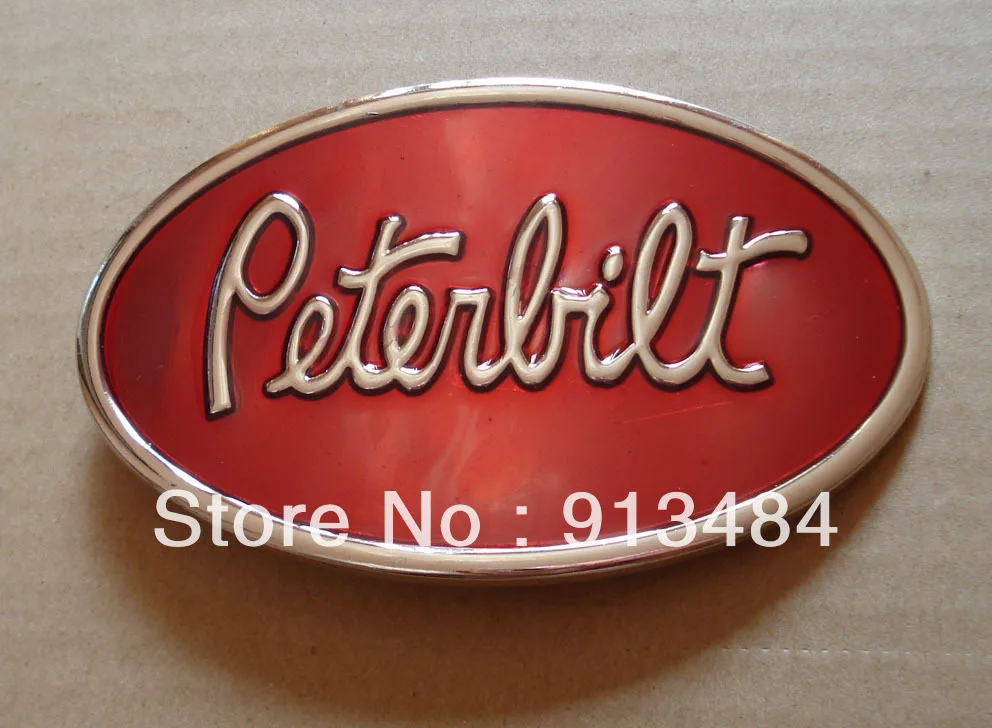 Peterbilt
Store No : 913484